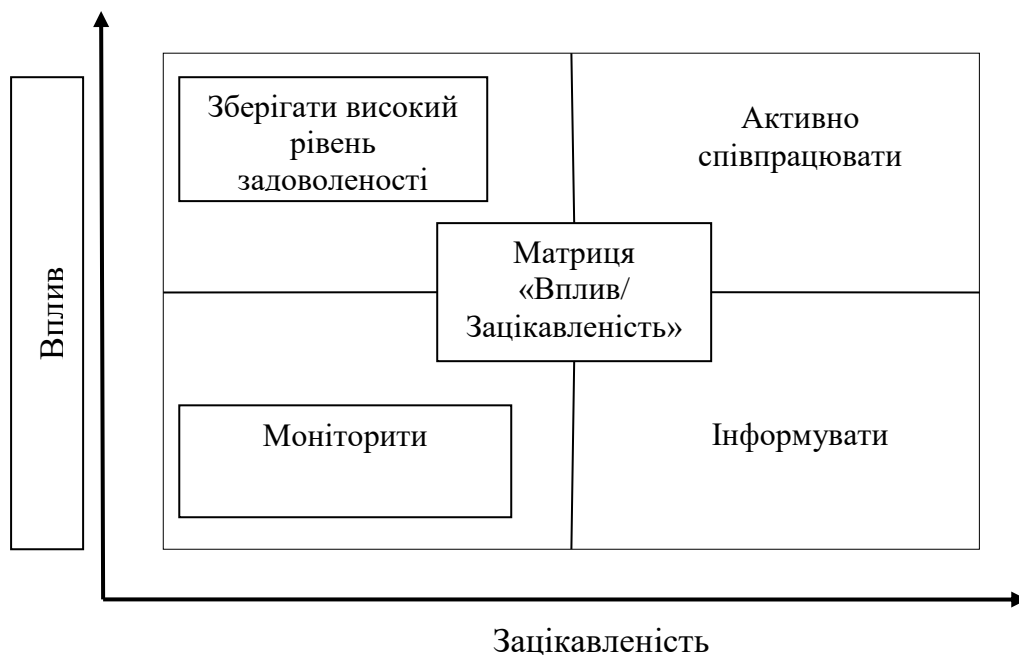 Зберігати високий
рівень
задоволеності
Активно
співпрацювати
Вплив
Матриця
«Вплив/
Зацікавленість»
Моніторити
Інформувати
Зацікавленість